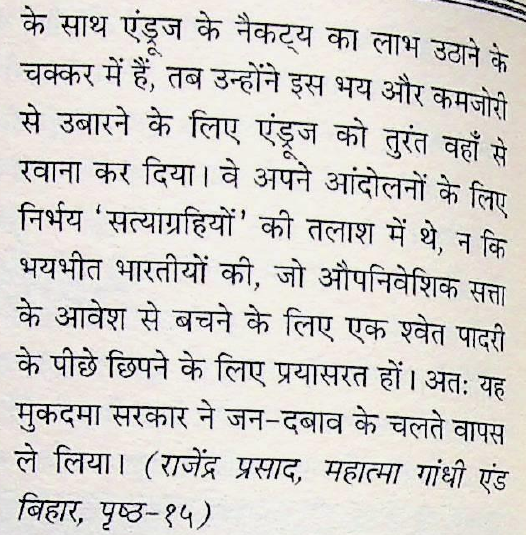 के साथ एंड्रूज के नैकट्य का लाभ उठाने के
चक्कर में हैं, तब उन्होंने इस भय और कमजोरी
से उबारने के लिए एंड्रूज को तुरंत वहाँ से
रवाना कर दिया। वे अपने आंदोलनों के लिए
निर्भय ‘सत्याग्रहियों’ की तलाश में थे, न कि
भयभीत भारतीयों की, जो औपनिवेशिक सत्ता
के आवेश से बचने के लिए एक श्वेत पादरी
के पीछे छिपने के लिए प्रयासरत हों। अतः यह
मुकदमा सरकार ने जन-दबाव के चलते वापस
ले लिया। (राजेंद्र प्रसाद, महात्मा गांधी एंड
बिहार, पृष्ठ-१५)